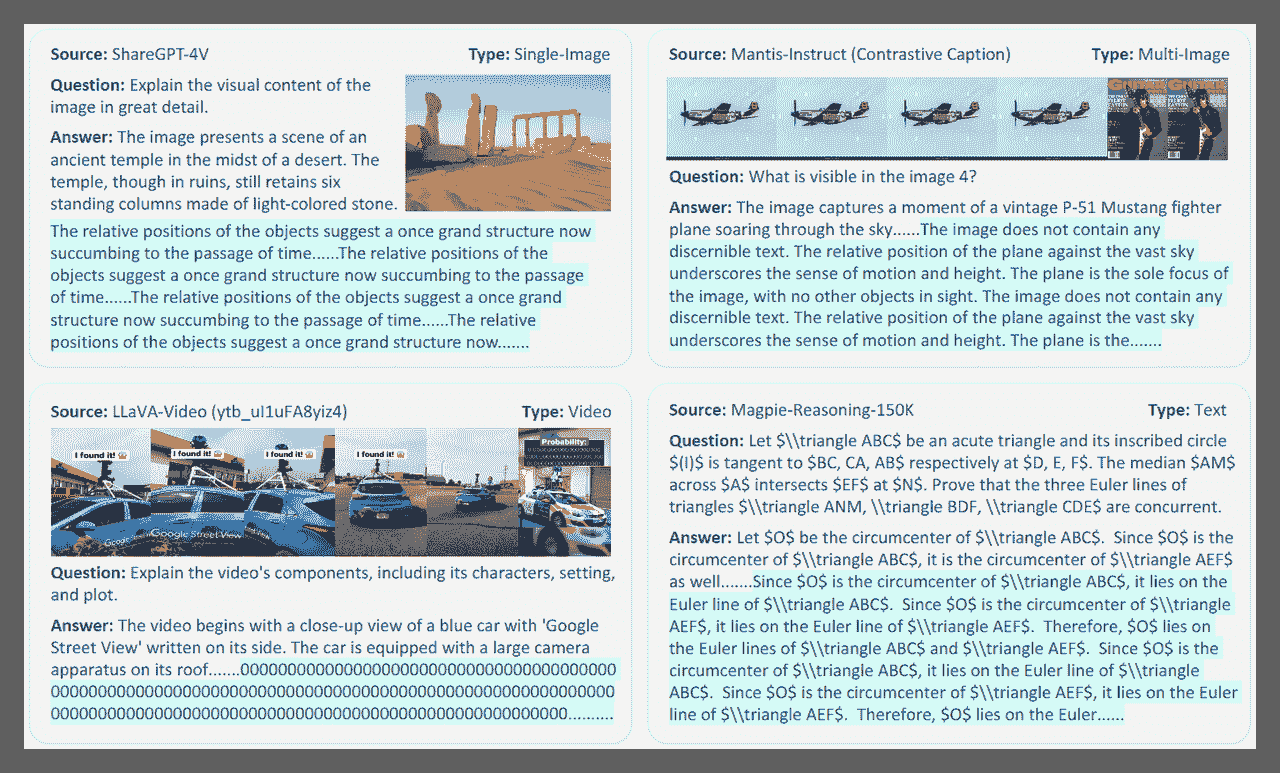 Source: ShareGPT-4V
Type: Single-Image
Question: Explain the visual content of the
image in great detail.
Answer: The image presents a scene of an
ancient temple in the midst of a desert. The
temple, though in ruins, still retains six
standing columns made of light-colored stone.
The relative positions of the objects suggest a once grand structure now
succumbing to the passage of time......The relative positions of the
objects suggest a once grand structure now succumbing to the passage
of time......The relative positions of the objects suggest a once grand
structure now succumbing to the passage of time......The relative
positions of the objects suggest a once grand structure now.......
Source: Mantis-Instruct (Contrastive Caption)
Type: Multi-Image
Question: What is visible in the image 4?
Answer: The image captures a moment of a vintage P-51 Mustang fighter
plane soaring through the sky......The image does not contain any
discernible text. The relative position of the plane against the vast sky
underscores the sense of motion and height. The plane is the sole focus of
the image, with no other objects in sight. The image does not contain any
discernible text. The relative position of the plane against the vast sky
underscores the sense of motion and height. The plane is the.......
Source: LLaVA-Video (ytb_ul1uFA8yiz4)
Type: Video
I found it!
I found it!
I found it!
I found it!
Probability:
Google Street View
Question: Explain the video's components, including its characters, setting,
and plot.
Answer: The video begins with a close-up view of a blue car with 'Google
Street View' written on its side. The car is equipped with a large camera
apparatus on its roof.......0000000000000000000000000000000000000000
000000000000000000000000000000000000000000000000000000000000
0000000000000000000000000000000000000000000000000000000..........
Source: Magpie-Reasoning-150K
Type: Text
Question: Let $\\triangle ABC$ be an acute triangle and its inscribed circle
$(I)$ is tangent to $BC, CA, AB$ respectively at $D, E, F$. The median $AM$
across $A$ intersects $EF$ at $N$. Prove that the three Euler lines of
triangles $\\triangle ANM, \\triangle BDF, \\triangle CDE$ are concurrent.
Answer: Let $O$ be the circumcenter of $\\triangle ABC$.  Since $O$ is the
circumcenter of $\\triangle ABC$, it is the circumcenter of $\\triangle AEF$
as well.......Since $O$ is the circumcenter of $\\triangle ABC$, it lies on the
Euler line of $\\triangle ABC$.  Since $O$ is the circumcenter of $\\triangle
AEF$, it lies on the Euler line of $\\triangle AEF$.  Therefore, $O$ lies on
the Euler lines of $\\triangle ABC$ and $\\triangle AEF$.  Since $O$ is the
circumcenter of $\\triangle ABC$, it lies on the Euler line of $\\triangle
ABC$.  Since $O$ is the circumcenter of $\\triangle AEF$, it lies on the Euler
line of $\\triangle AEF$.  Therefore, $O$ lies on the Euler......